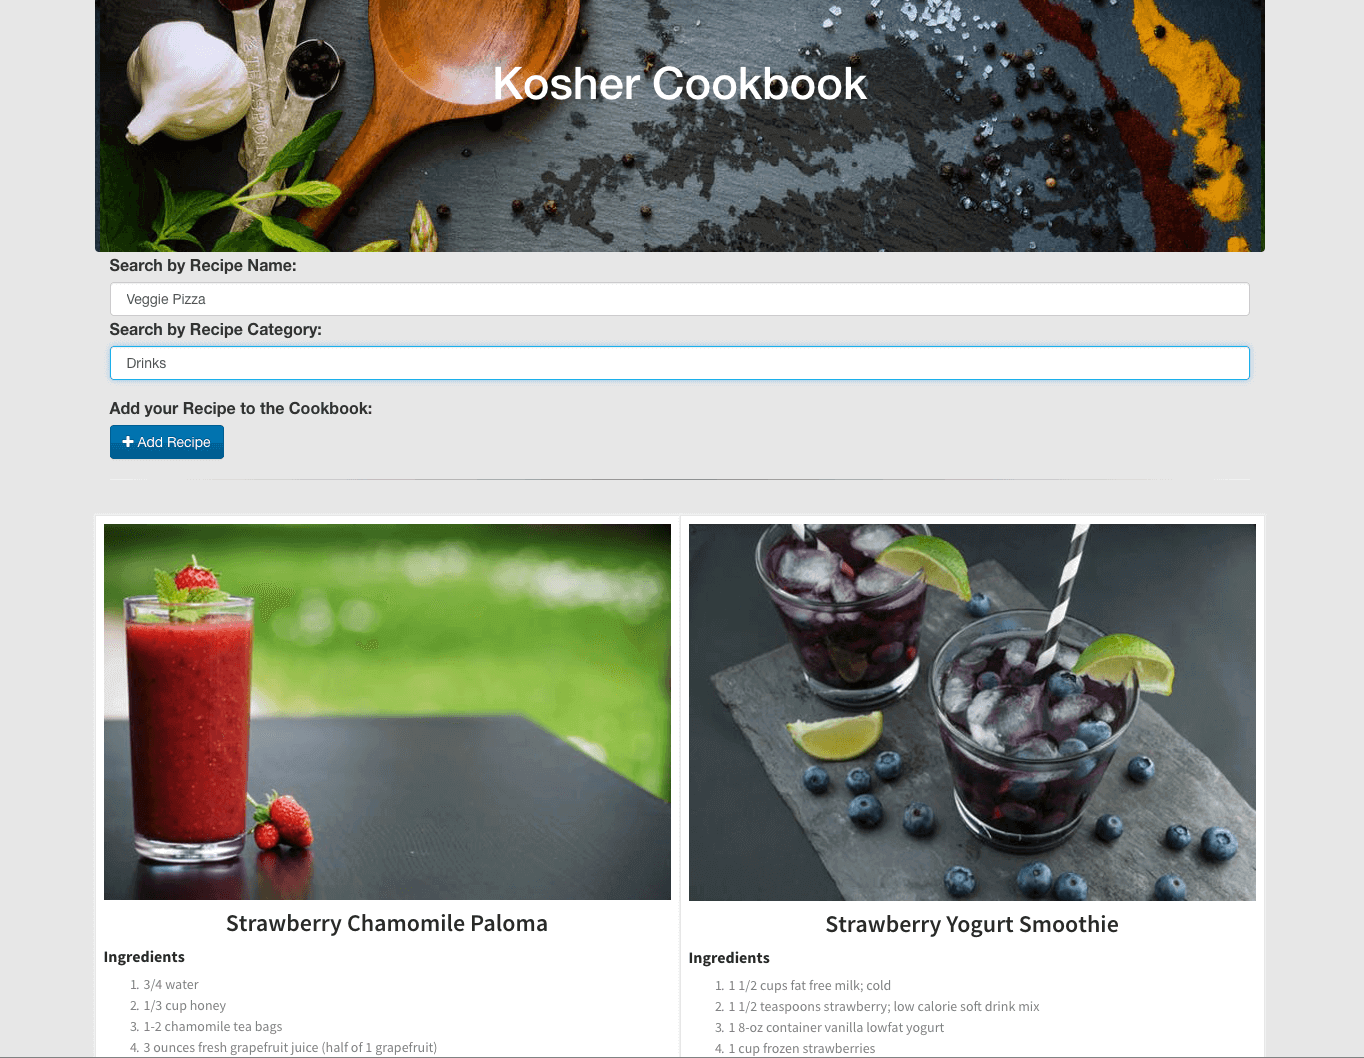 TEASPOON
Kosher Cookbook
Search by Recipe Name:
Veggie Pizza
Search by Recipe Category:
Drinks
Add your Recipe to the Cookbook:
Add Recipe
Strawberry Chamomile Paloma
Ingredients
1. 3/4 water
2. 1/3 cup honey
3. 1-2 chamomile tea bags
4. 3 ounces fresh grapefruit juice (half of 1 grapefruit)
Strawberry Yogurt Smoothie
Ingredients
1. 1 1/2 cups fat free milk; cold
2. 1 1/2 teaspoons strawberry; low calorie soft drink mix
3. 1 8-oz container vanilla lowfat yogurt
4. 1 cup frozen strawberries